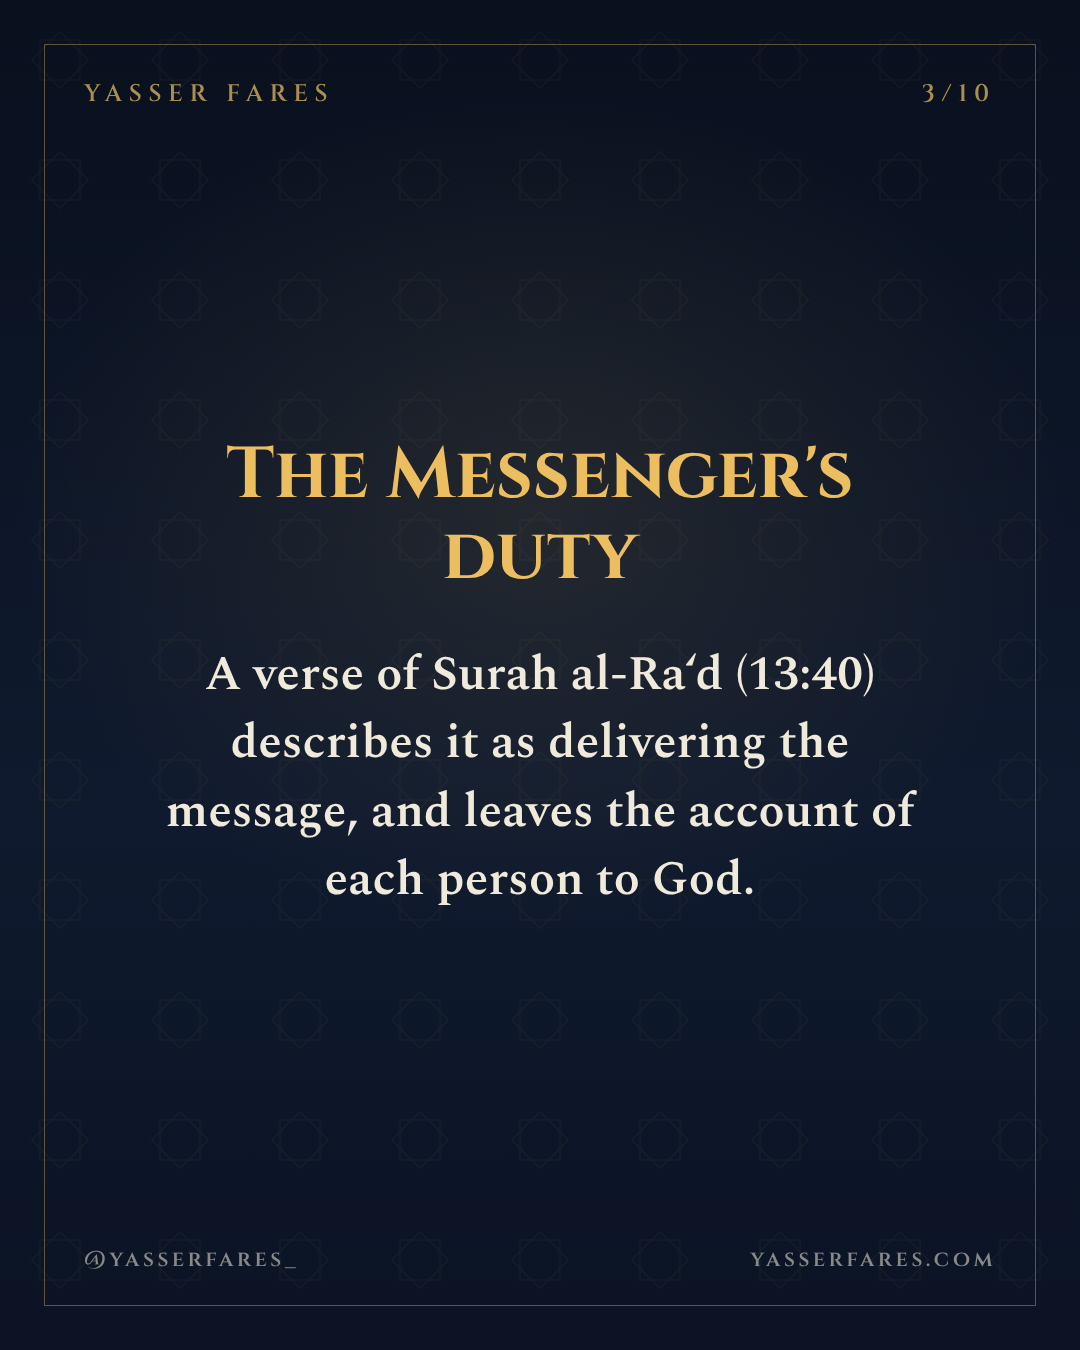 YASSER FARES
3/10
The Messenger's
duty
A verse of Surah al-Ra‘d (13:40)
describes it as delivering the
message, and leaves the account of
each person to God.
@YASSERFARES_
YASSERFARES.COM